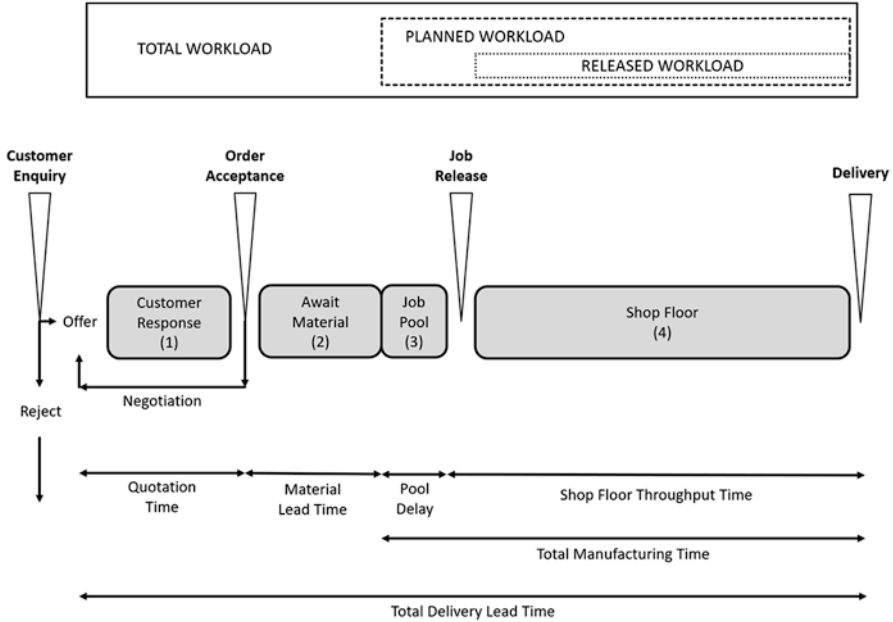 TOTAL WORKLOAD
PLANNED WORKLOAD
RELEASED WORKLOAD
Customer
Enquiry
Order
Acceptance
Job
Release
Delivery
Offer
Customer
Response
(1)
Await
Material
(2)
Job
Pool
(3)
Shop Floor
(4)
Negotiation
Reject
Quotation
Time
Material
Lead Time
Pool
Delay
Shop Floor Throughput Time
Total Manufacturing Time
Total Delivery Lead Time